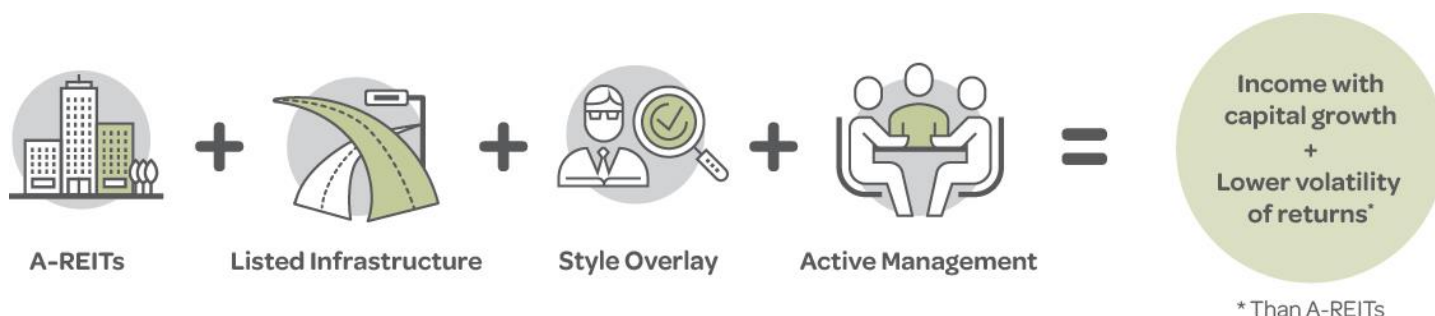 +
+
+
=
A-REITs
Listed Infrastructure
Style Overlay
Active Management
Income with
capital growth
+
Lower volatility
of returns*
* Than A-REITs